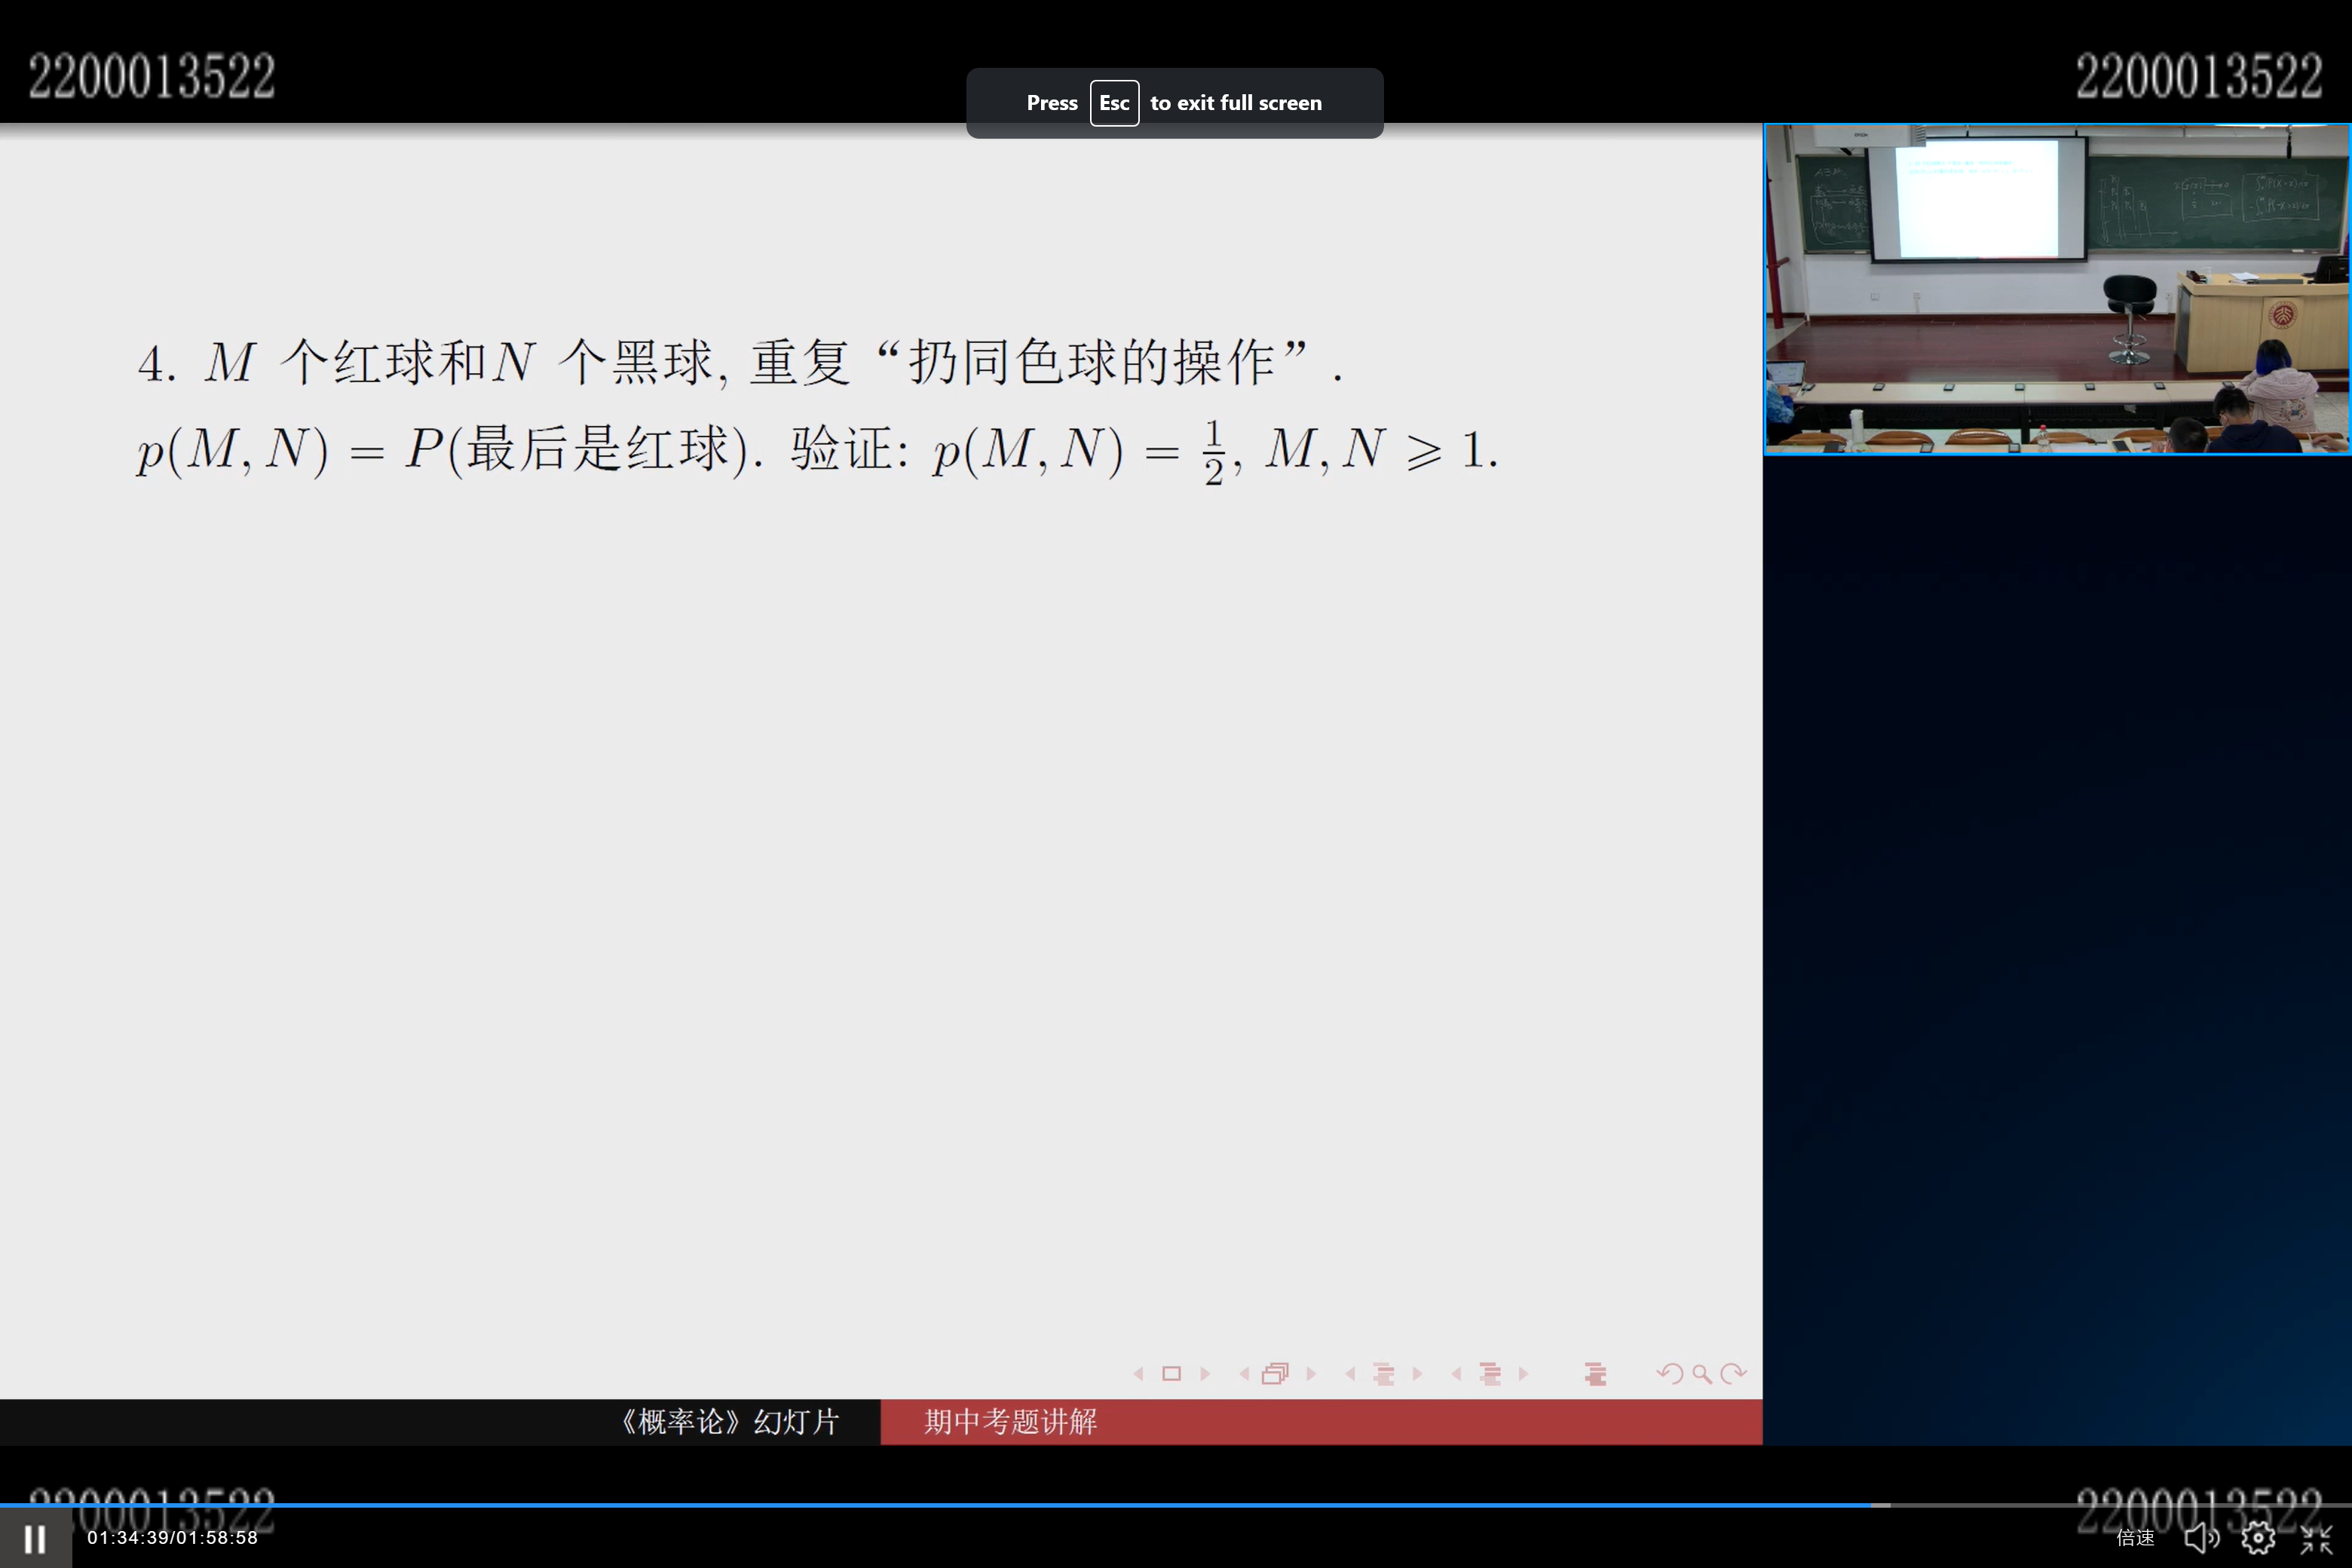 2200013522
2200013522
Press Esc to exit full screen
4. M 个红球和N 个黑球, 重复 “扔同色球的操作” .
p(M, N) = P(最后是红球). 验证: p(M, N) = 1/2, M, N ⩾ 1.
《概率论》幻灯片
期中考题讲解
2200013522
2200013522
01:34:39/01:58:58
倍速